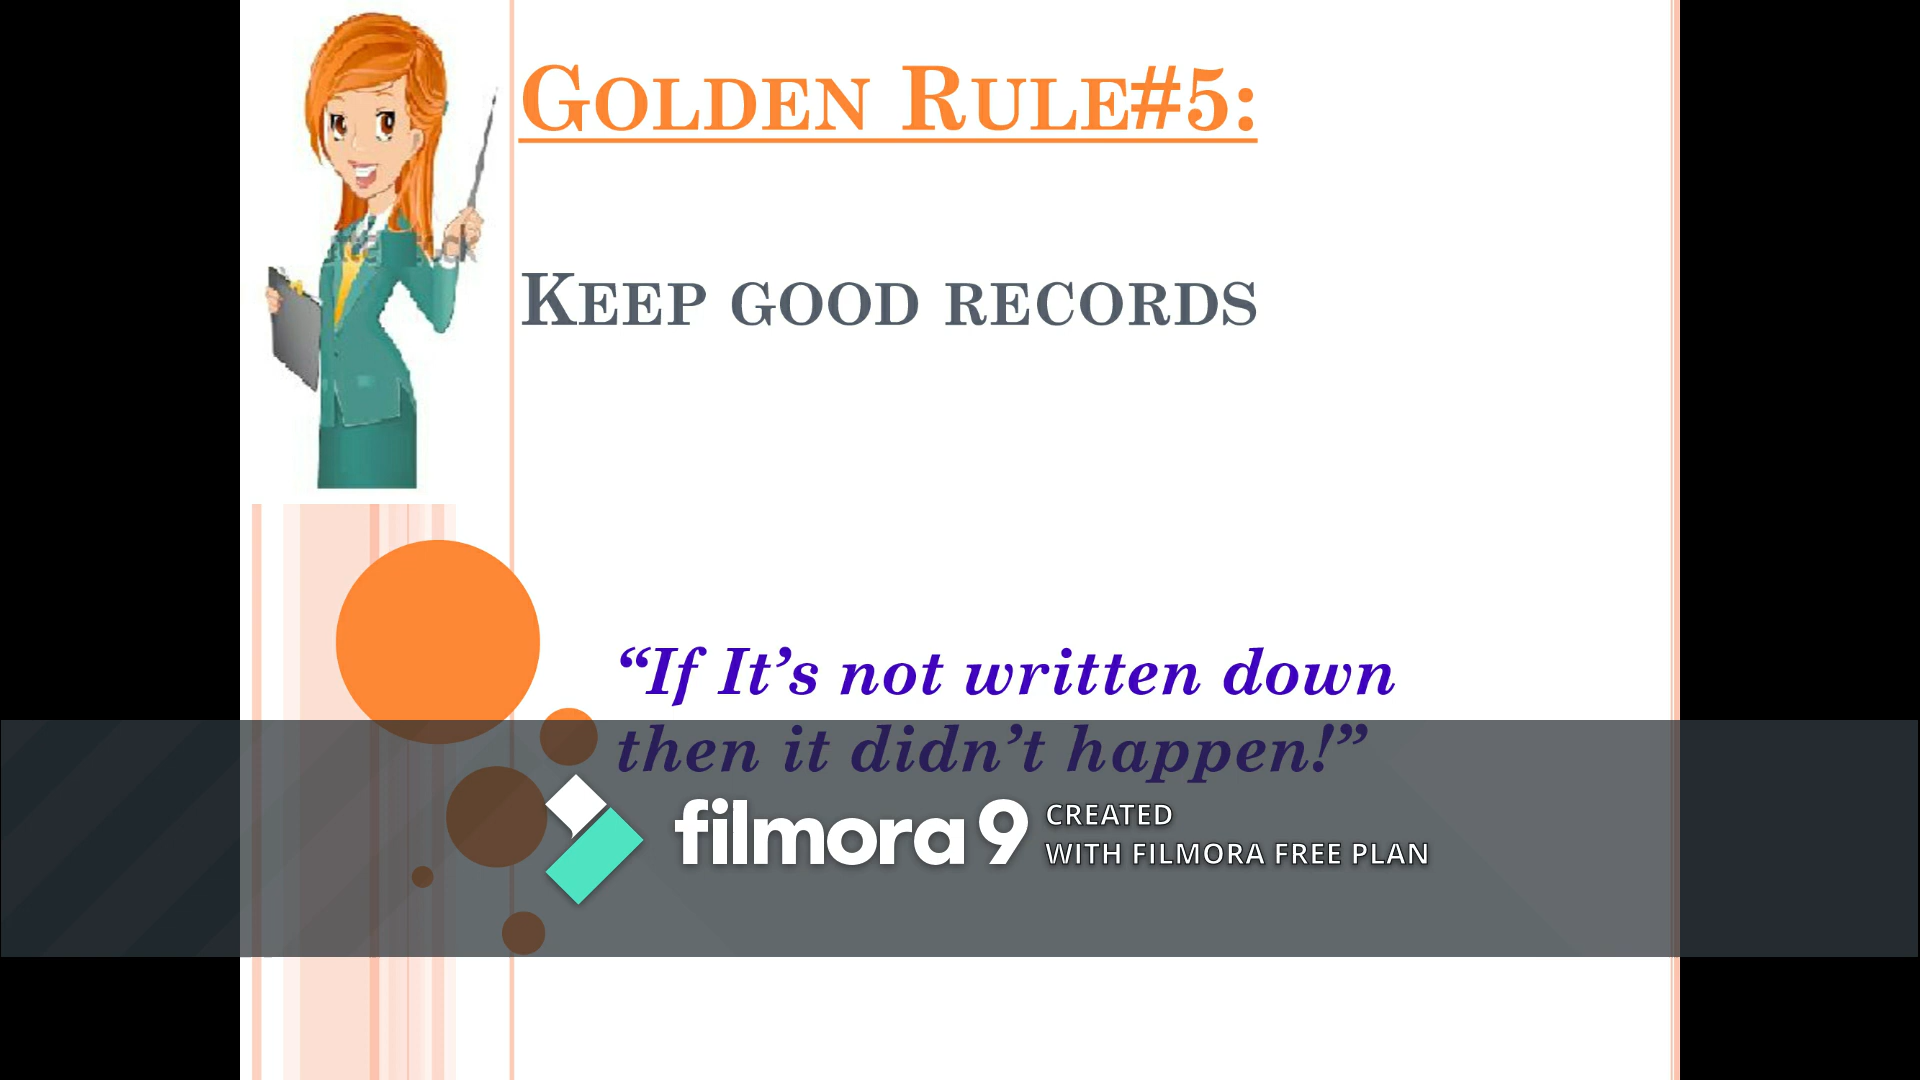 GOLDEN RULE#5:
KEEP GOOD RECORDS
“If It’s not written down
then it didn’t happen!”
filmora 9
CREATED
WITH FILMORA FREE PLAN